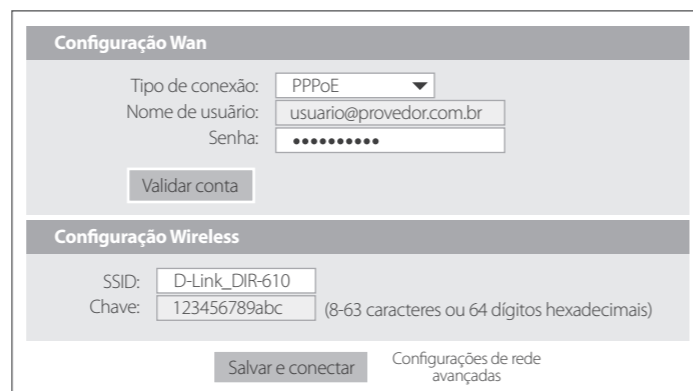 Configuração Wan
Tipo de conexão: PPPoE
Nome de usuário: usuario@provedor.com.br
Senha: ••••••••••
Validar conta
Configuração Wireless
SSID: D-Link_DIR-610
Chave: 123456789abc (8-63 caracteres ou 64 dígitos hexadecimais)
Salvar e conectar Configurações de rede
avançadas